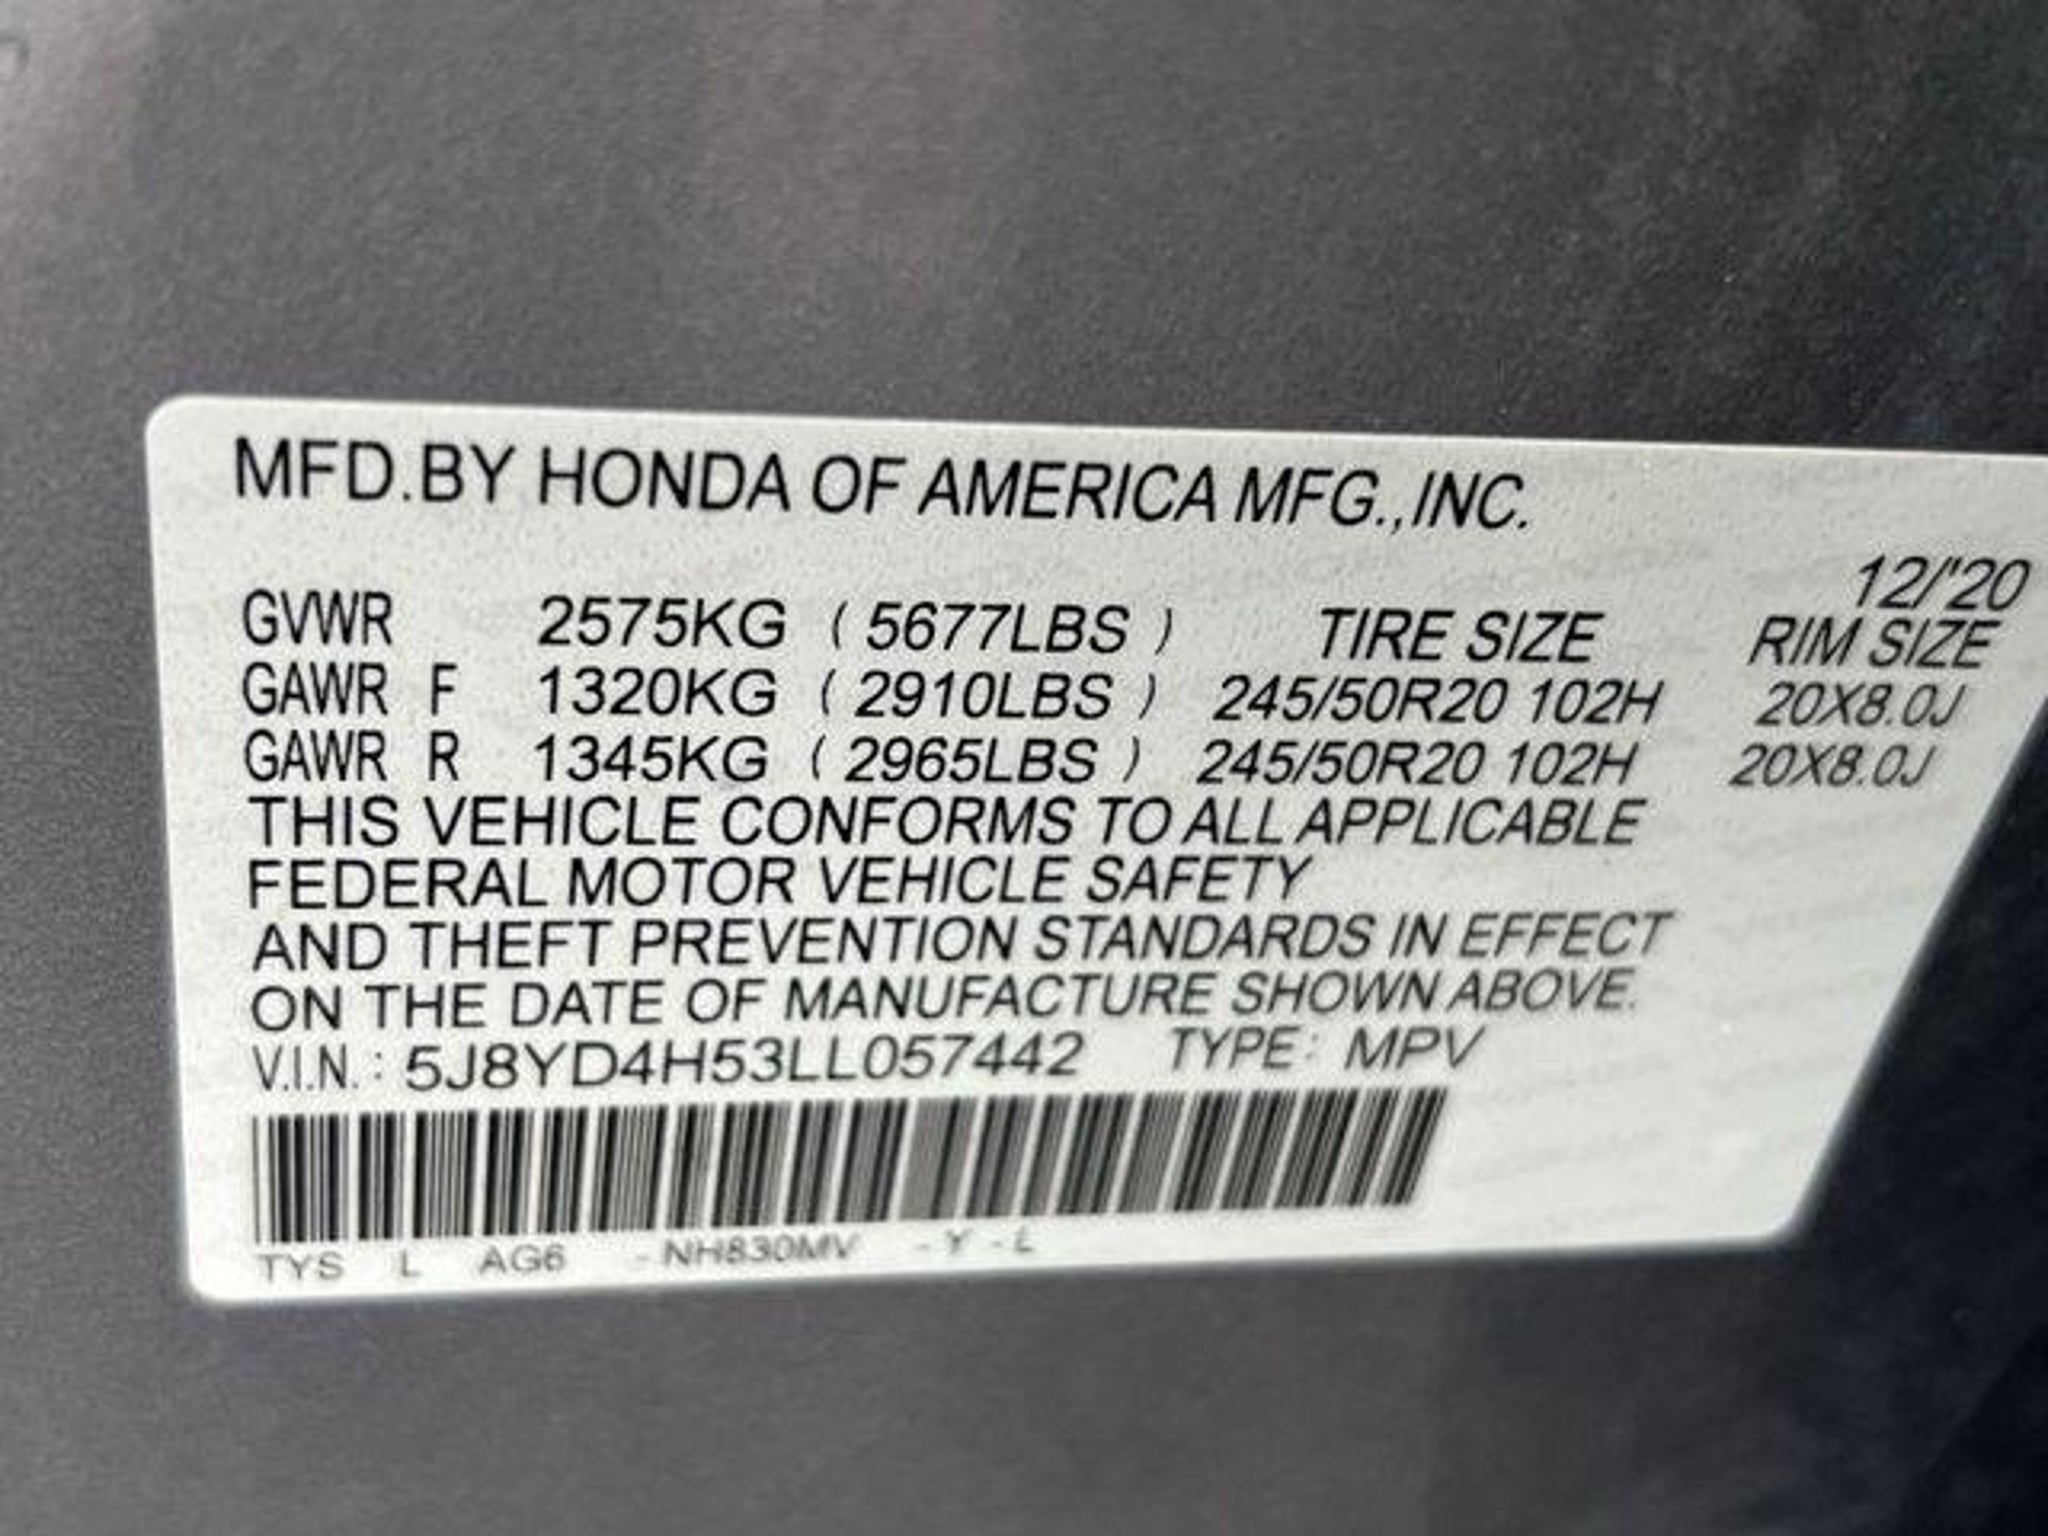 MFD.BY HONDA OF AMERICA MFG.,INC.
12/'20
GVWR 2575KG ( 5677LBS ) TIRE SIZE RIM SIZE
GAWR F 1320KG ( 2910LBS ) 245/50R20 102H 20X8.0J
GAWR R 1345KG ( 2965LBS ) 245/50R20 102H 20X8.0J
THIS VEHICLE CONFORMS TO ALL APPLICABLE
FEDERAL MOTOR VEHICLE SAFETY
AND THEFT PREVENTION STANDARDS IN EFFECT
ON THE DATE OF MANUFACTURE SHOWN ABOVE.
V.I.N. : 5J8YD4H53LL057442 TYPE: MPV
TYS L AG6 -NH830MV -Y-L